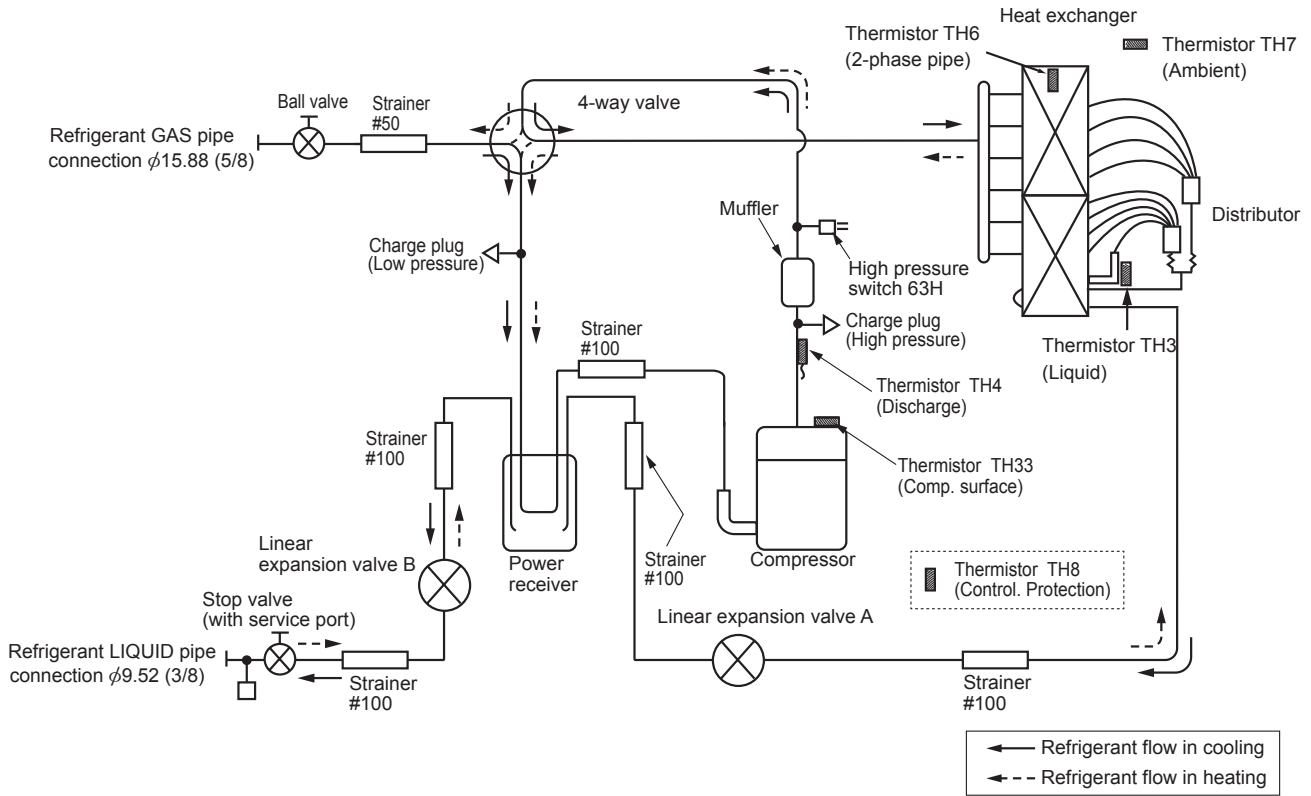 Heat exchanger
Thermistor TH6
(2-phase pipe)
Thermistor TH7
(Ambient)
4-way valve
Ball valve
Strainer
#50
Refrigerant GAS pipe
connection ϕ15.88 (5/8)
Muffler
Distributor
Charge plug
(Low pressure)
High pressure
switch 63H
Charge plug
(High pressure)
Strainer
#100
Thermistor TH3
(Liquid)
Thermistor TH4
(Discharge)
Strainer
#100
Thermistor TH33
(Comp. surface)
Linear
expansion valve B
Power
receiver
Strainer
#100
Compressor
Thermistor TH8
(Control. Protection)
Stop valve
(with service port)
Linear expansion valve A
Refrigerant LIQUID pipe
connection ϕ9.52 (3/8)
Strainer
#100
Strainer
#100
Refrigerant flow in cooling
Refrigerant flow in heating